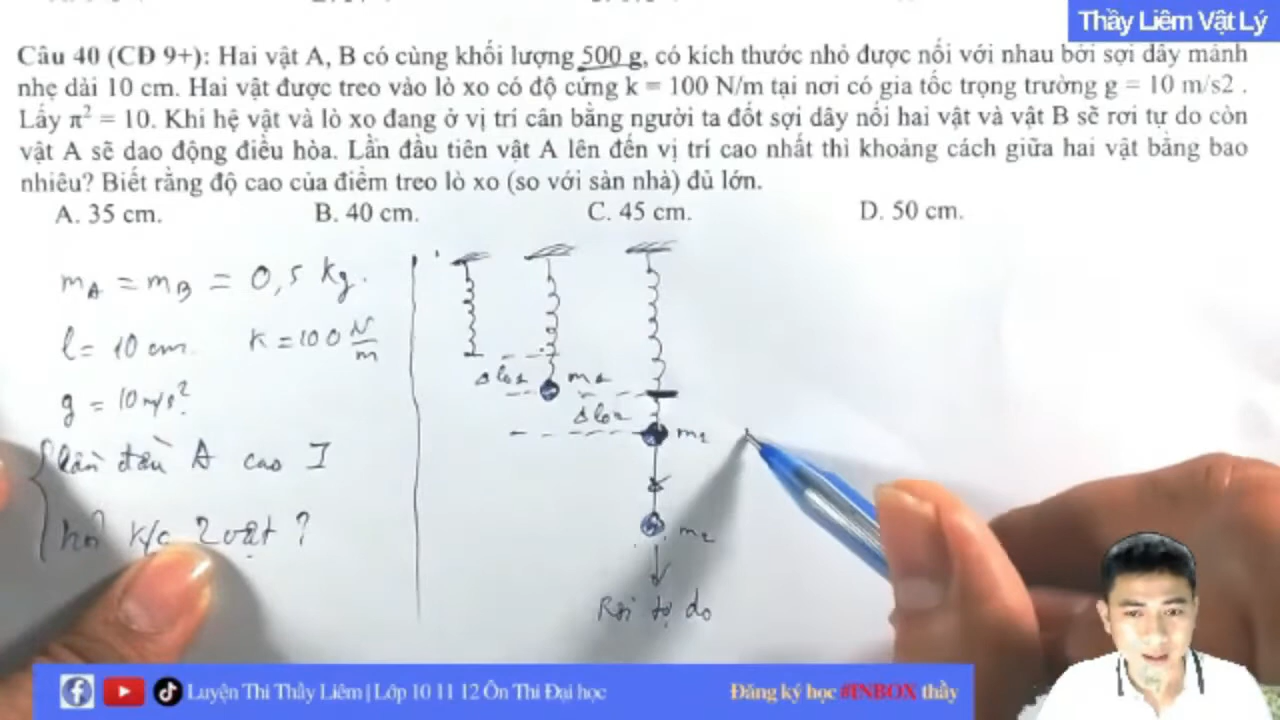 Thầy Liêm Vật Lý
Câu 40 (CĐ 9+): Hai vật A, B có cùng khối lượng 500 g, có kích thước nhỏ được nối với nhau bởi sợi dây mảnh
nhẹ dài 10 cm. Hai vật được treo vào lò xo có độ cứng k = 100 N/m tại nơi có gia tốc trọng trường g = 10 m/s2 .
Lấy π² = 10. Khi hệ vật và lò xo đang ở vị trí cân bằng người ta đốt sợi dây nối hai vật và vật B sẽ rơi tự do còn
vật A sẽ dao động điều hòa. Lần đầu tiên vật A lên đến vị trí cao nhất thì khoảng cách giữa hai vật bằng bao
nhiêu? Biết rằng độ cao của điểm treo lò xo (so với sàn nhà) đủ lớn.
A. 35 cm. B. 40 cm. C. 45 cm. D. 50 cm.
mA = mB = 0,5 kg.
l = 10 cm. K = 100 N/m
g = 10 m/s²
lần đầu A cao I
K/c 2 vật ?
Δl01 m1
Δl02
m1
m2
Rơi tự do
Luyện Thi Thầy Liêm | Lớp 10 11 12 Ôn Thi Đại học
Đăng ký học #INBOX thầy